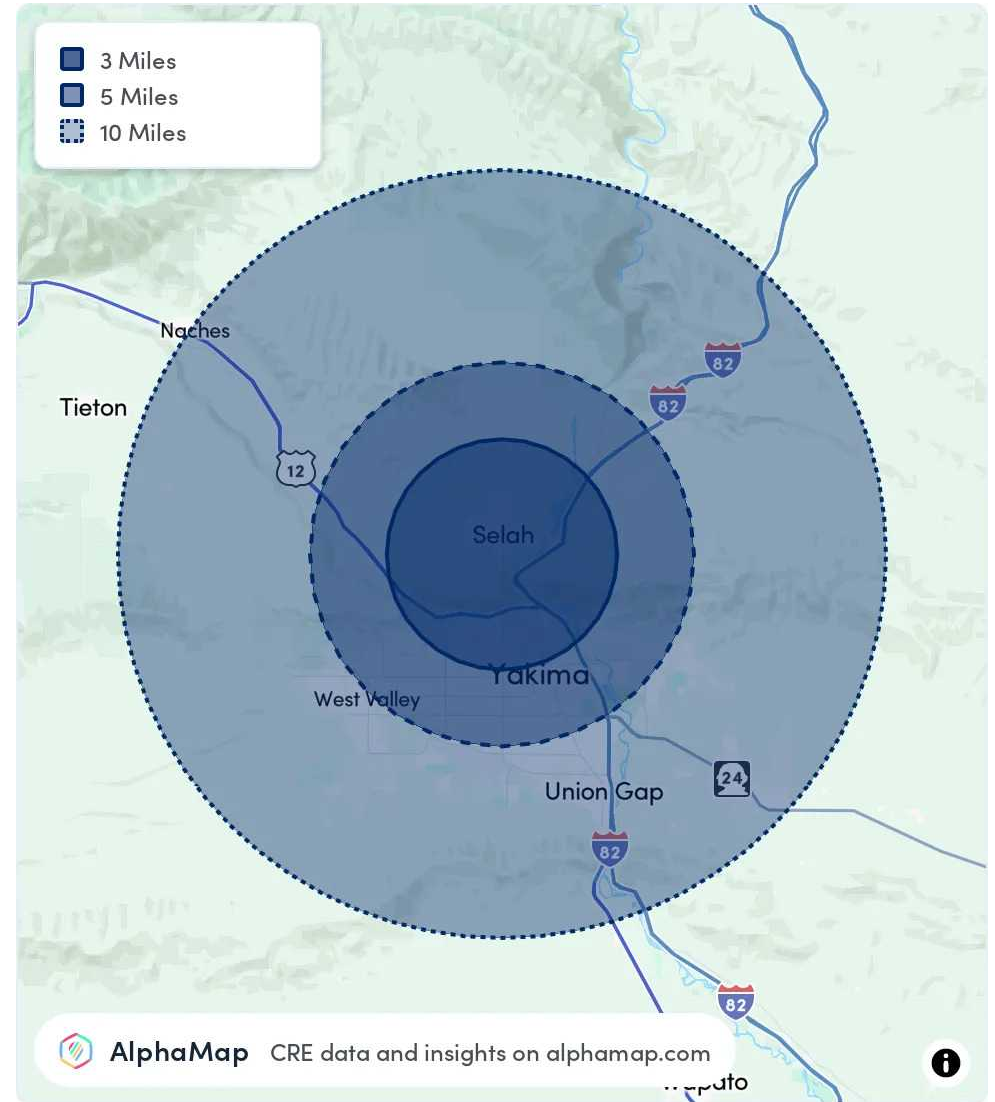 3 Miles
5 Miles
10 Miles
Naches
82
82
Tieton
12
Selah
Yakima
West Valley
24
Union Gap
82
82
AlphaMap CRE data and insights on alphamap.com
Wapato